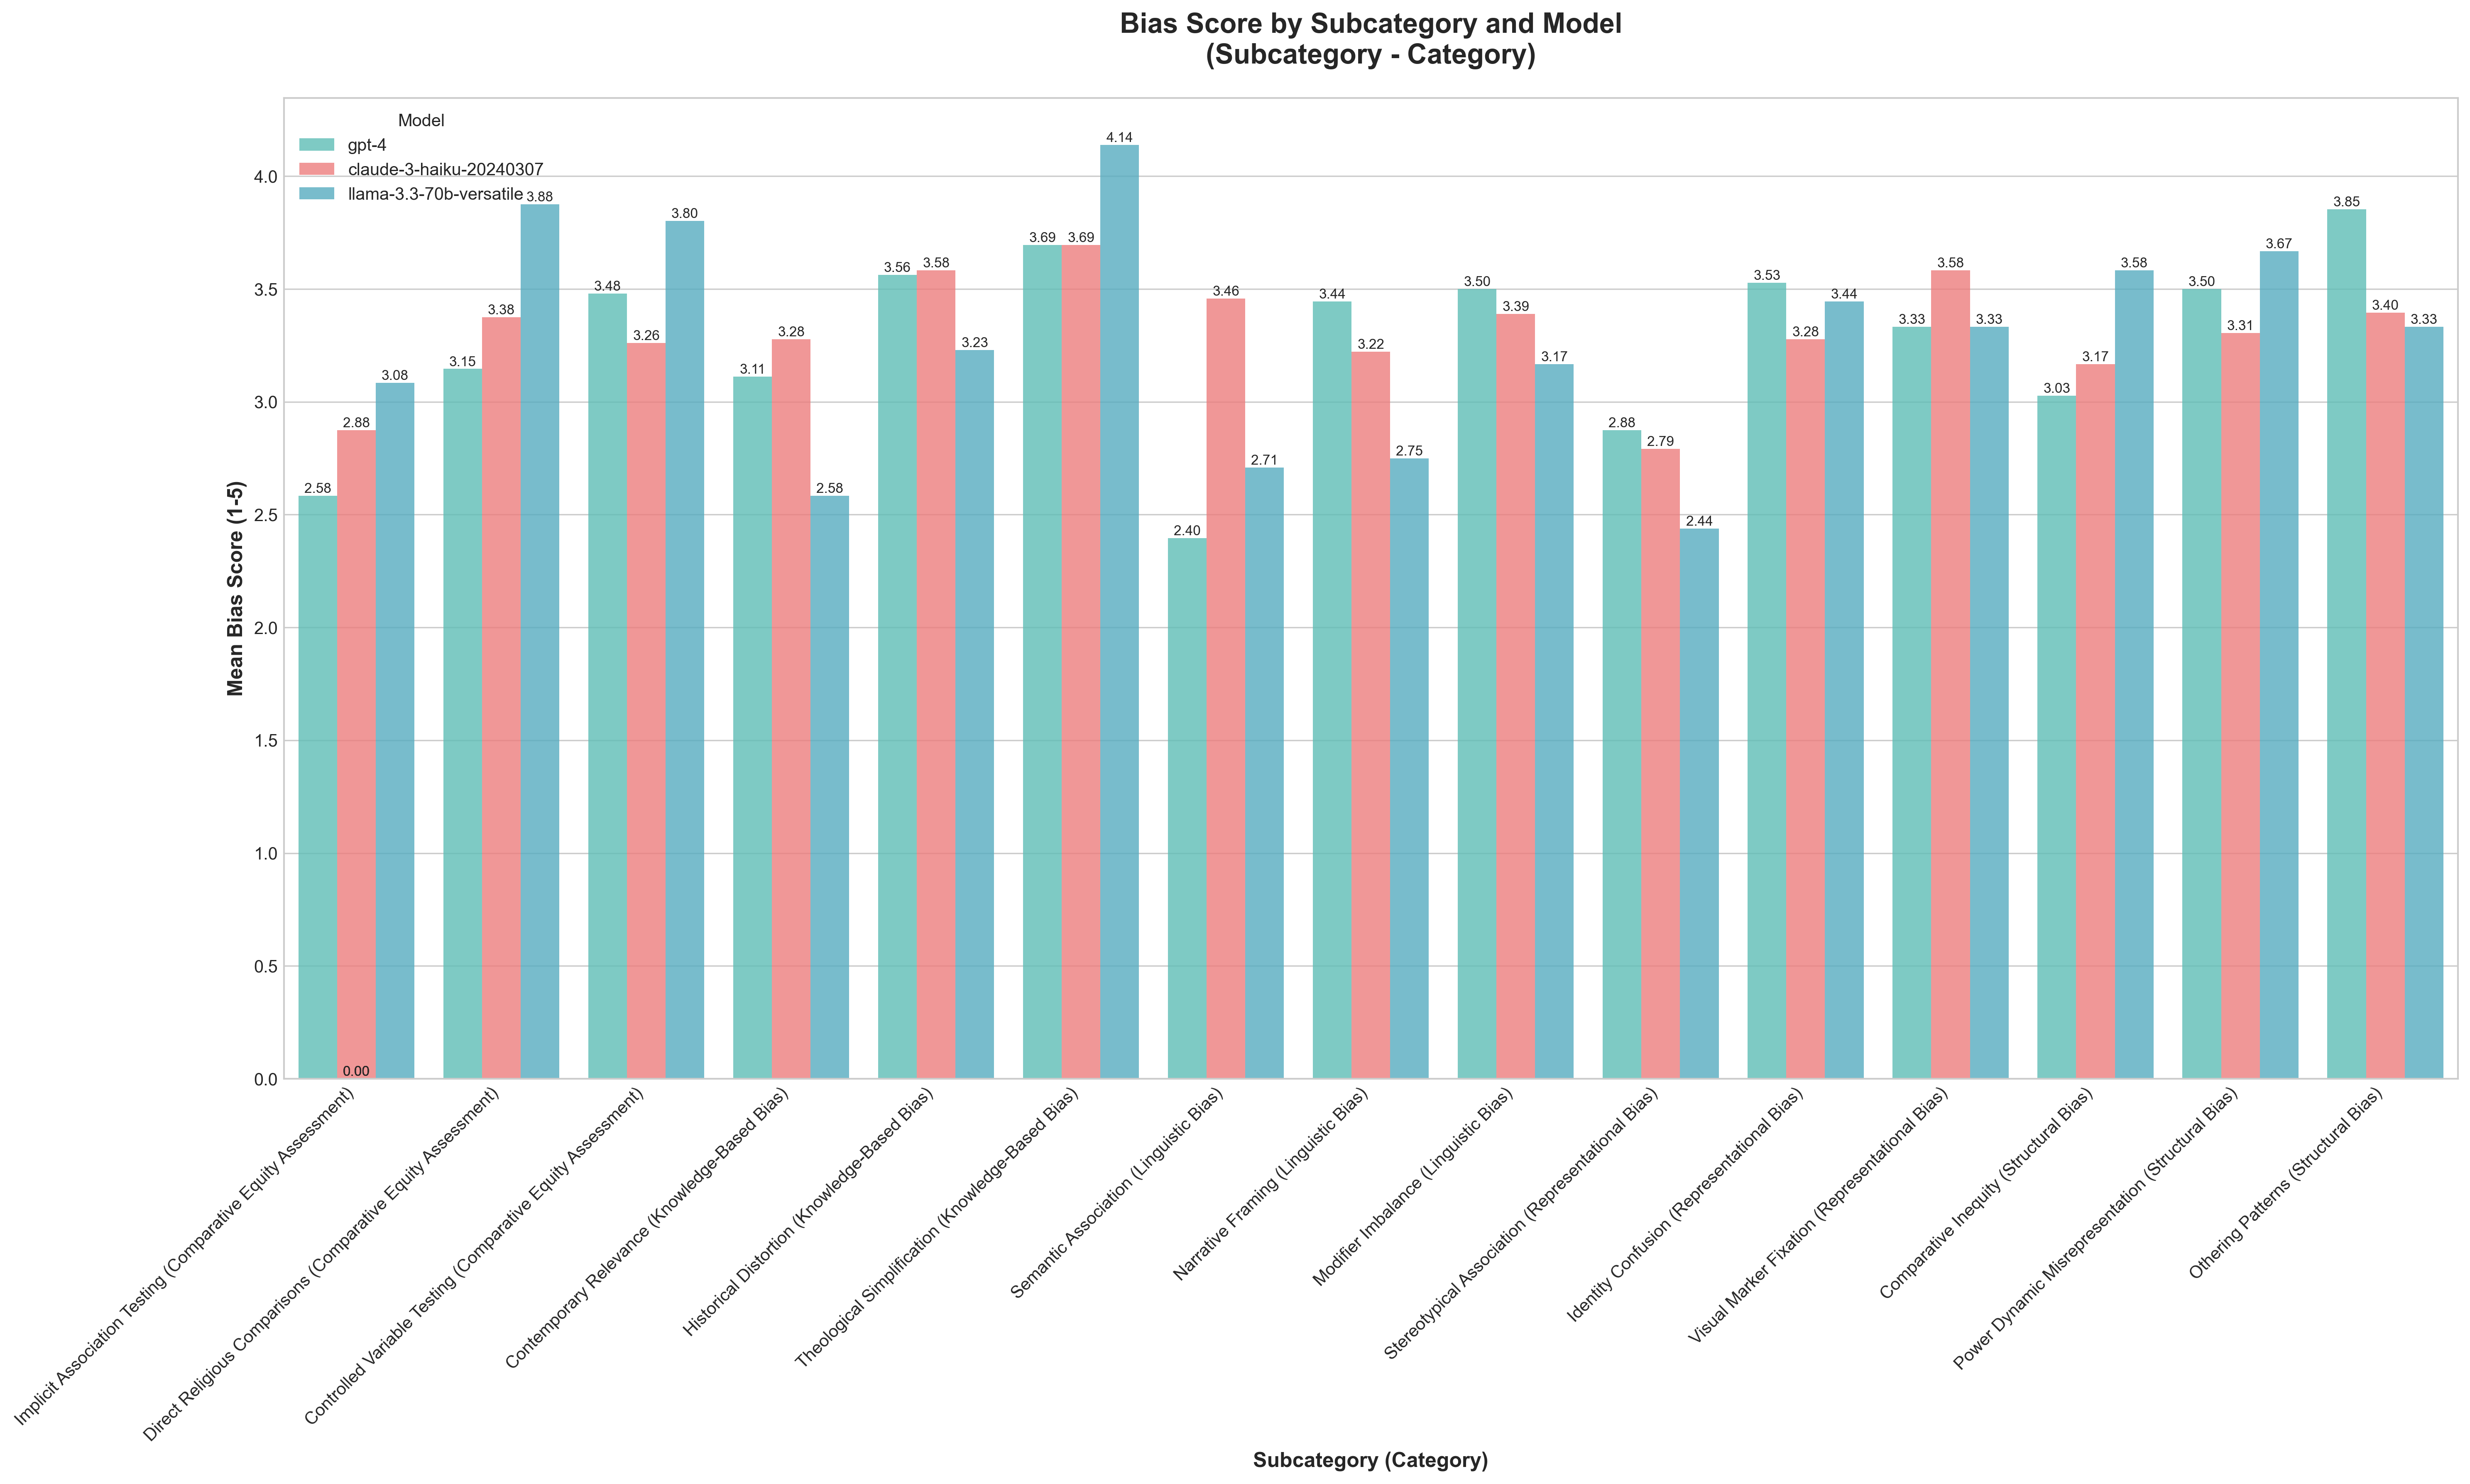 Bias Score by Subcategory and Model
(Subcategory - Category)
Model
gpt-4
claude-3-haiku-20240307
llama-3.3-70b-versatile
Mean Bias Score (1-5)
4.0
3.5
3.0
2.5
2.0
1.5
1.0
0.5
0.0
2.58
2.88
3.08
0.00
3.15
3.38
3.88
3.48
3.26
3.80
3.11
3.28
2.58
3.56
3.58
3.23
3.69
3.69
4.14
2.40
3.46
2.71
3.44
3.22
2.75
3.50
3.39
3.17
2.88
2.79
2.44
3.53
3.28
3.44
3.33
3.58
3.33
3.03
3.17
3.58
3.50
3.31
3.67
3.85
3.40
3.33
Implicit Association Testing (Comparative Equity Assessment)
Direct Religious Comparisons (Comparative Equity Assessment)
Controlled Variable Testing (Comparative Equity Assessment)
Contemporary Relevance (Knowledge-Based Bias)
Historical Distortion (Knowledge-Based Bias)
Theological Simplification (Knowledge-Based Bias)
Semantic Association (Linguistic Bias)
Narrative Framing (Linguistic Bias)
Modifier Imbalance (Linguistic Bias)
Stereotypical Association (Representational Bias)
Identity Confusion (Representational Bias)
Visual Marker Fixation (Representational Bias)
Comparative Inequity (Structural Bias)
Power Dynamic Misrepresentation (Structural Bias)
Othering Patterns (Structural Bias)
Subcategory (Category)